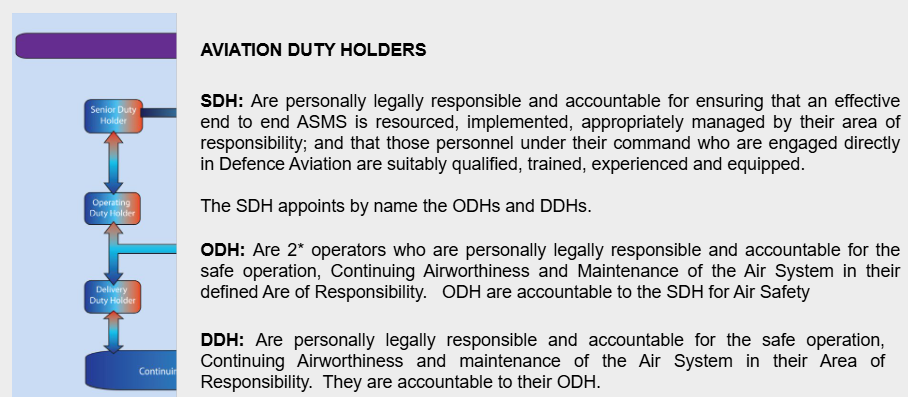 AVIATION DUTY HOLDERS
SDH: Are personally legally responsible and accountable for ensuring that an effective
end to end ASMS is resourced, implemented, appropriately managed by their area of
responsibility; and that those personnel under their command who are engaged directly
in Defence Aviation are suitably qualified, trained, experienced and equipped.
The SDH appoints by name the ODHs and DDHs.
ODH: Are 2* operators who are personally legally responsible and accountable for the
safe operation, Continuing Airworthiness and Maintenance of the Air System in their
defined Are of Responsibility. ODH are accountable to the SDH for Air Safety
DDH: Are personally legally responsible and accountable for the safe operation,
Continuing Airworthiness and maintenance of the Air System in their Area of
Responsibility. They are accountable to their ODH.
Senior Duty
Holder
Operating
Duty Holder
Delivery
Duty Holder
Continuin